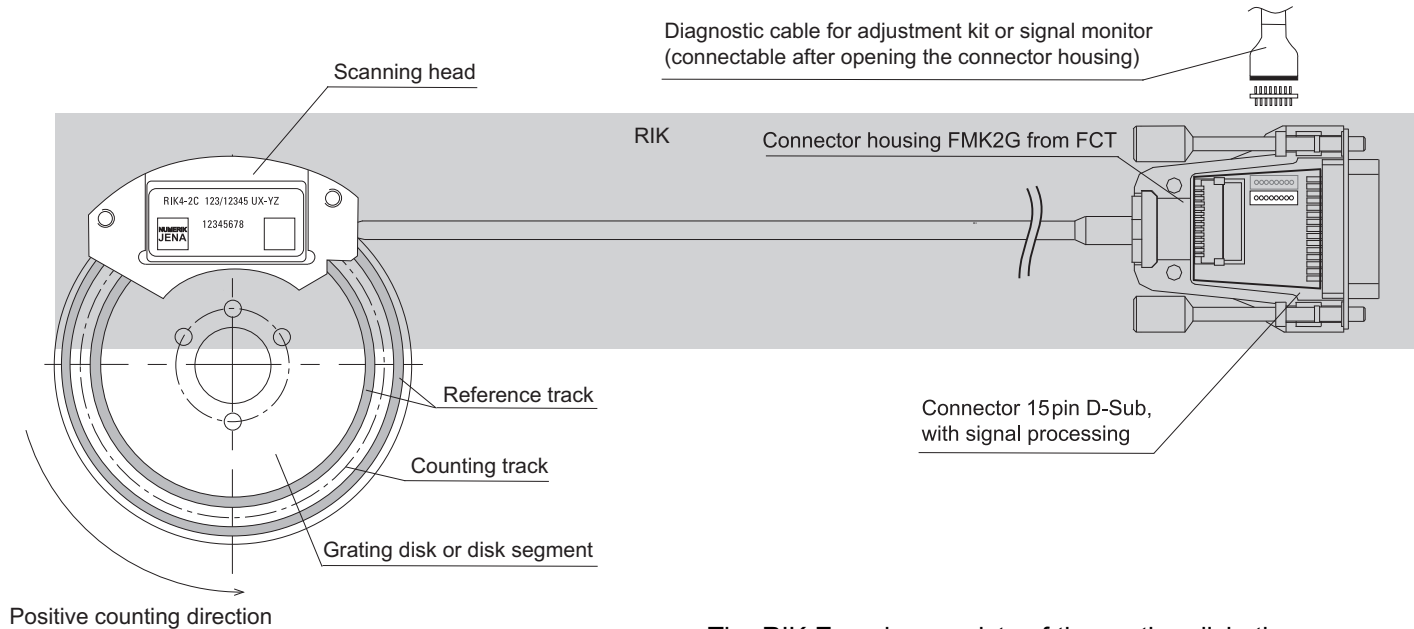 Diagnostic cable for adjustment kit or signal monitor
(connectable after opening the connector housing)
Scanning head
RIK
Connector housing FMK2G from FCT
RIK4-2C 123/12345 UX-YZ
NUMERIK
JENA
12345678
Reference track
Connector 15pin D-Sub,
with signal processing
Counting track
Grating disk or disk segment
Positive counting direction